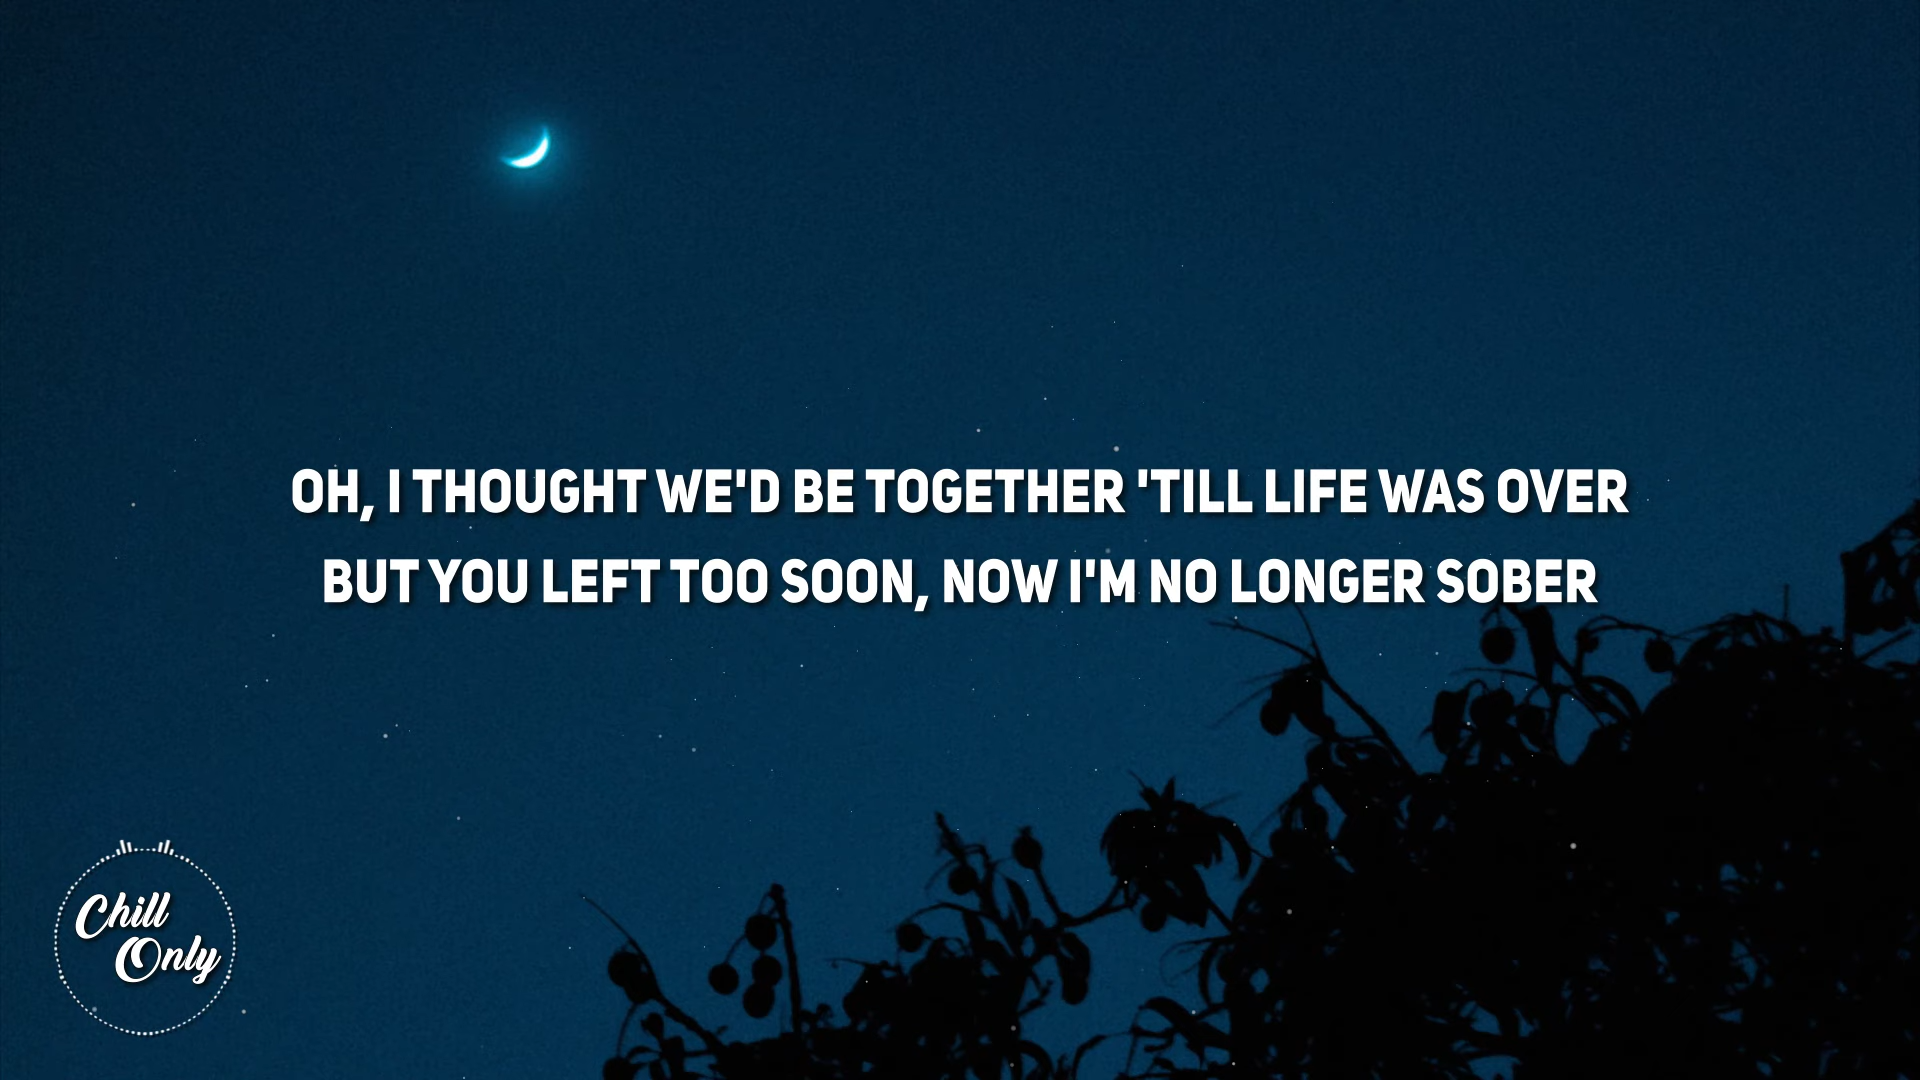 OH, I THOUGHT WE'D BE TOGETHER 'TILL LIFE WAS OVER
BUT YOU LEFT TOO SOON, NOW I'M NO LONGER SOBER
Chill
Only